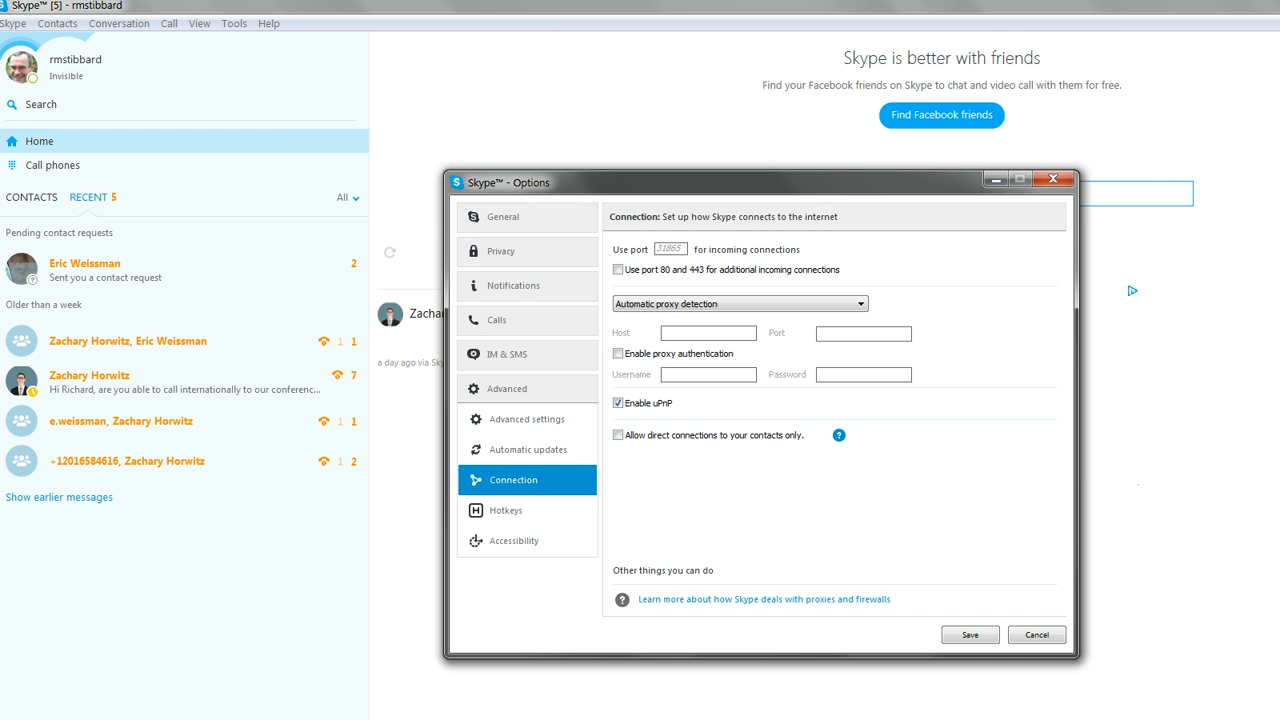 Skype™ [5] - rmstibbard
Skype Contacts Conversation Call View Tools Help
rmstibbard
Invisible
Search
Home
Call phones
CONTACTS RECENT 5 All
Pending contact requests
Eric Weissman 2
Sent you a contact request
Older than a week
Zachary Horwitz, Eric Weissman 1 1
Zachary Horwitz 7
Hi Richard, are you able to call internationally to our conferenc...
e.weissman, Zachary Horwitz 1 1
+12016584616, Zachary Horwitz 1 2
Show earlier messages
Skype is better with friends
Find your Facebook friends on Skype to chat and video call with them for free.
Find Facebook friends
Zachar
a day ago via Sky
Skype™ - Options
General
Privacy
Notifications
Calls
IM & SMS
Advanced
Advanced settings
Automatic updates
Connection
H Hotkeys
Accessibility
Connection: Set up how Skype connects to the internet
Use port 31865 for incoming connections
Use port 80 and 443 for additional incoming connections
Automatic proxy detection
Host Port
Enable proxy authentication
Username Password
Enable uPnP
Allow direct connections to your contacts only. ?
Other things you can do
? Learn more about how Skype deals with proxies and firewalls
Save Cancel